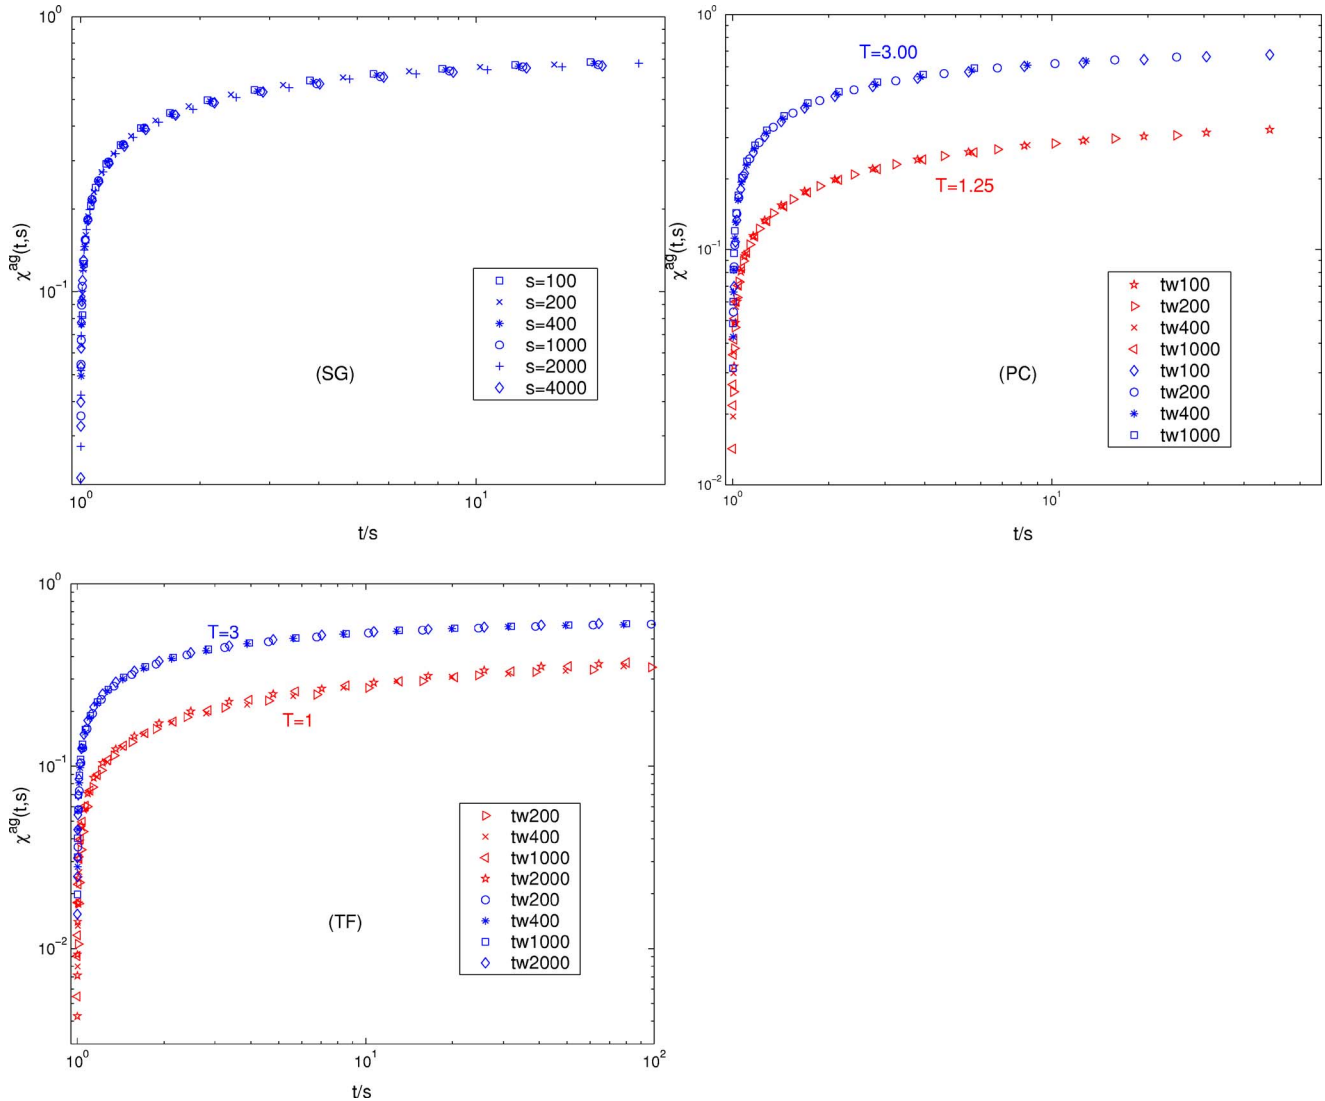 10^0
10^-1
χ^ag(t,s)
s=100
s=200
s=400
s=1000
s=2000
s=4000
(SG)
10^0
10^1
t/s
10^0
10^-1
10^-2
χ^ag(t,s)
T=3.00
T=1.25
tw100
tw200
tw400
tw1000
tw100
tw200
tw400
tw1000
(PC)
10^0
10^1
t/s
10^0
10^-1
10^-2
χ^ag(t,s)
T=3
T=1
tw200
tw400
tw1000
tw2000
tw200
tw400
tw1000
tw2000
(TF)
10^0
10^1
10^2
t/s